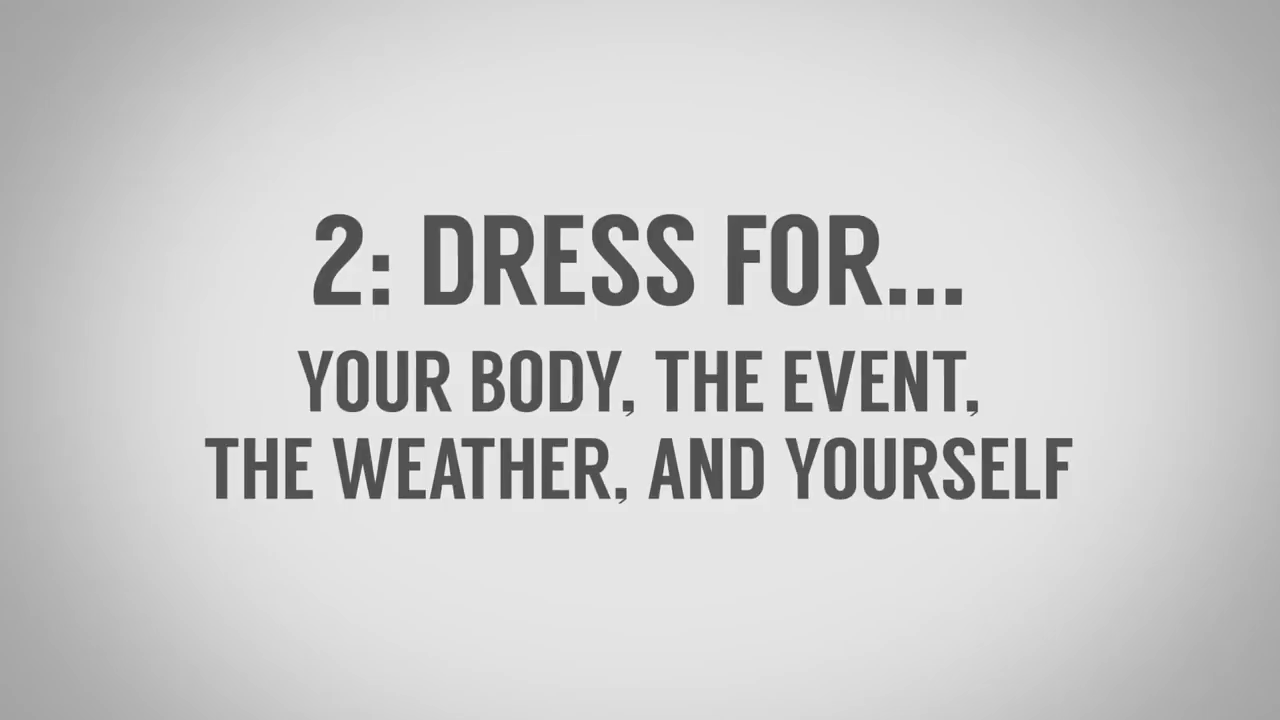 2: DRESS FOR...
YOUR BODY, THE EVENT,
THE WEATHER, AND YOURSELF